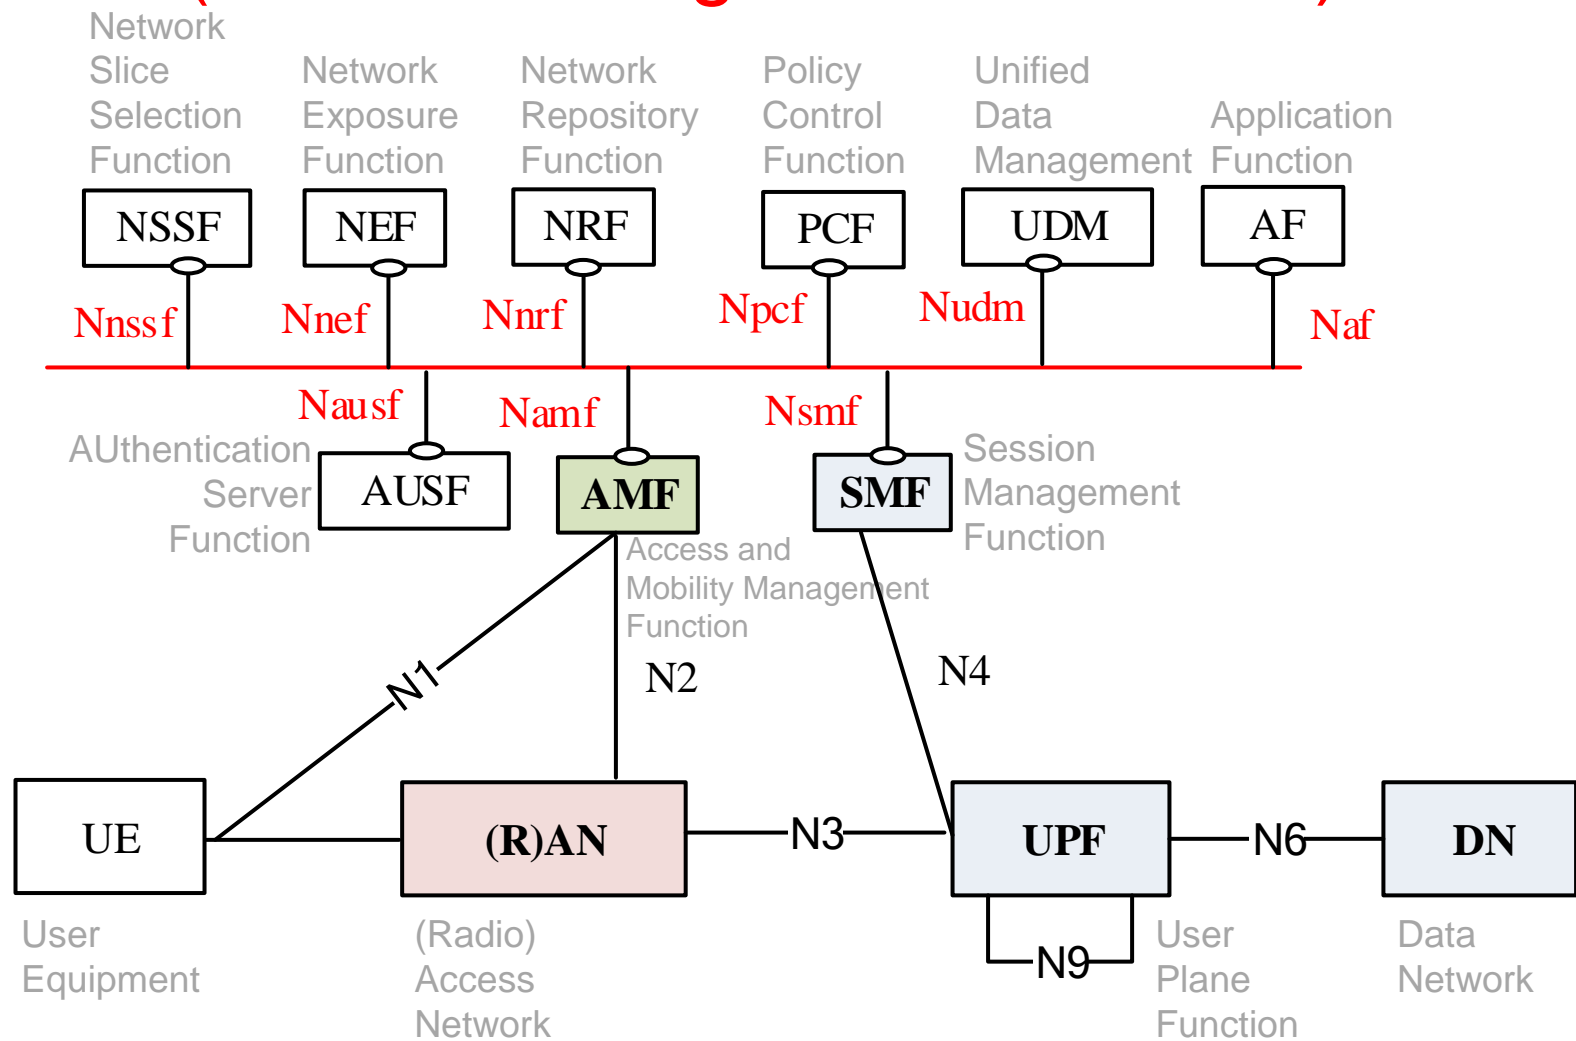 Network
Slice
Selection
Function
Network
Exposure
Function
Network
Repository
Function
Policy
Control
Function
Unified
Data
Management
Application
Function
NSSF
NEF
NRF
PCF
UDM
AF
Nnssf
Nnef
Nnrf
Npcf
Nudm
Naf
Nausf
Namf
Nsmf
AUthentication
Server
Function
AUSF
AMF
SMF
Session
Management
Function
Access and
Mobility Management
Function
N1
N2
N4
UE
(R)AN
N3
UPF
N6
DN
N9
User
Equipment
(Radio)
Access
Network
User
Plane
Function
Data
Network